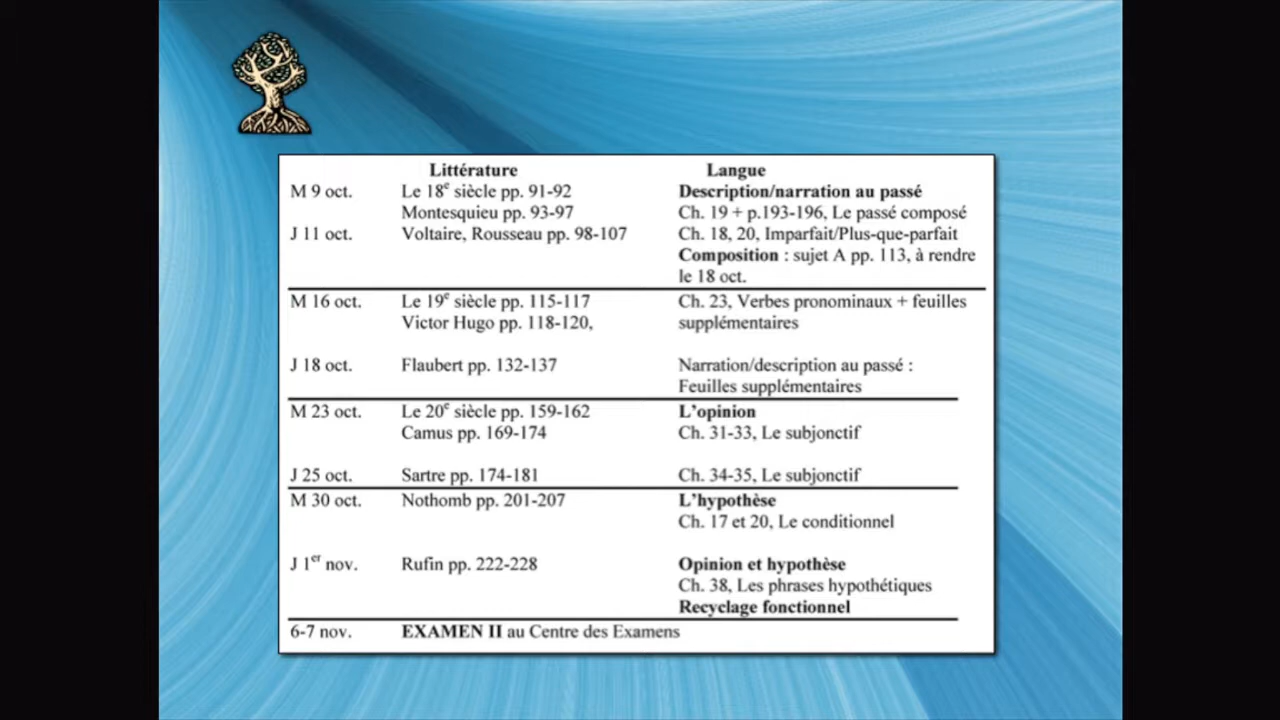 Littérature Langue
M 9 oct. Le 18e siècle pp. 91-92 Description/narration au passé
Montesquieu pp. 93-97 Ch. 19 + p.193-196, Le passé composé
J 11 oct. Voltaire, Rousseau pp. 98-107 Ch. 18, 20, Imparfait/Plus-que-parfait
Composition : sujet A pp. 113, à rendre
le 18 oct.
M 16 oct. Le 19e siècle pp. 115-117 Ch. 23, Verbes pronominaux + feuilles
Victor Hugo pp. 118-120, supplémentaires
J 18 oct. Flaubert pp. 132-137 Narration/description au passé :
Feuilles supplémentaires
M 23 oct. Le 20e siècle pp. 159-162 L'opinion
Camus pp. 169-174 Ch. 31-33, Le subjonctif
J 25 oct. Sartre pp. 174-181 Ch. 34-35, Le subjonctif
M 30 oct. Nothomb pp. 201-207 L'hypothèse
Ch. 17 et 20, Le conditionnel
J 1er nov. Rufin pp. 222-228 Opinion et hypothèse
Ch. 38, Les phrases hypothétiques
Recyclage fonctionnel
6-7 nov. EXAMEN II au Centre des Examens